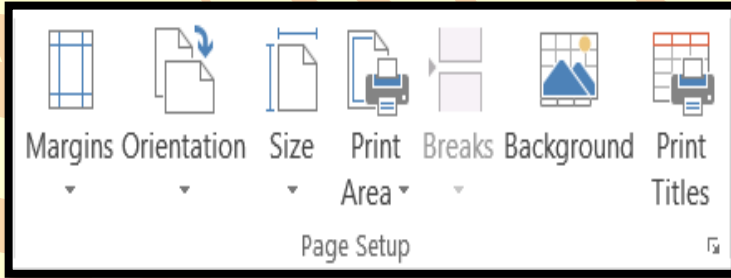 Margins Orientation Size Print Breaks Background Print
Area Titles
Page Setup